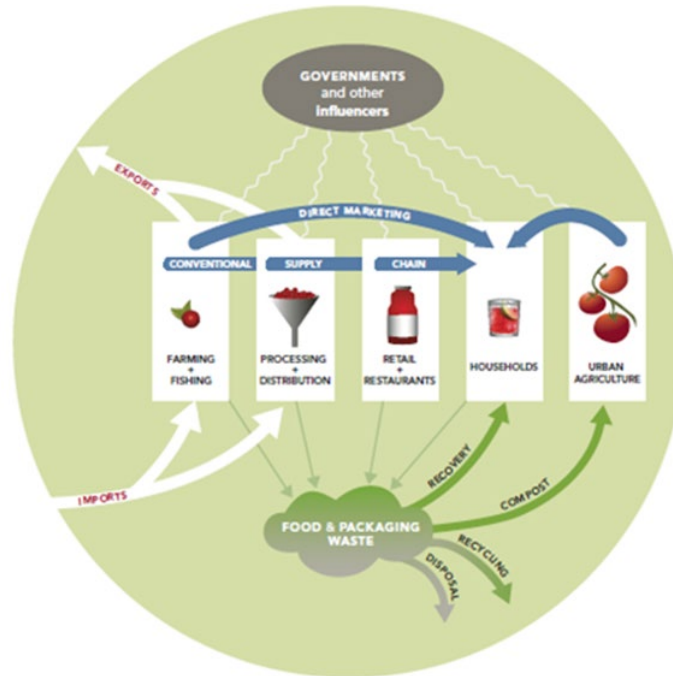 GOVERNMENTS
and other
influencers
EXPORTS
DIRECT MARKETING
CONVENTIONAL SUPPLY CHAIN
FARMING
+
FISHING
PROCESSING
+
DISTRIBUTION
RETAIL
+
RESTAURANTS
HOUSEHOLDS
URBAN
AGRICULTURE
IMPORTS
RECOVERY
COMPOST
FOOD & PACKAGING
WASTE
RECYCLING
DISPOSAL